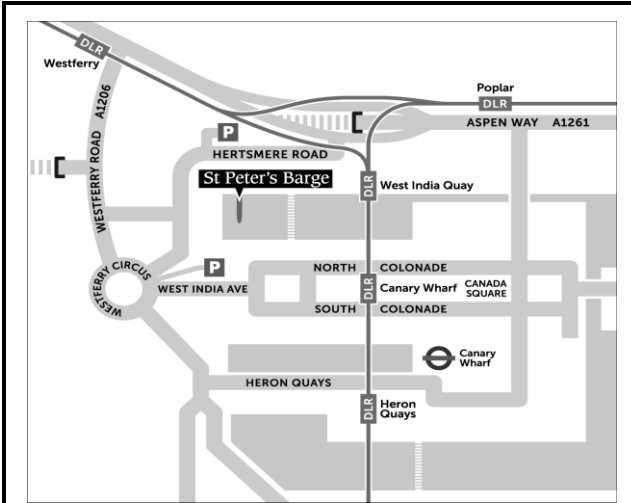 DLR
Westferry
Poplar
DLR
WESTFERRY ROAD A1206
P
ASPEN WAY A1261
HERTSMERE ROAD
St Peter's Barge
DLR
West India Quay
WESTFERRY CIRCUS
P
NORTH COLONADE
WEST INDIA AVE
DLR
Canary Wharf
CANADA
SQUARE
SOUTH COLONADE
Canary
Wharf
HERON QUAYS
DLR
Heron
Quays